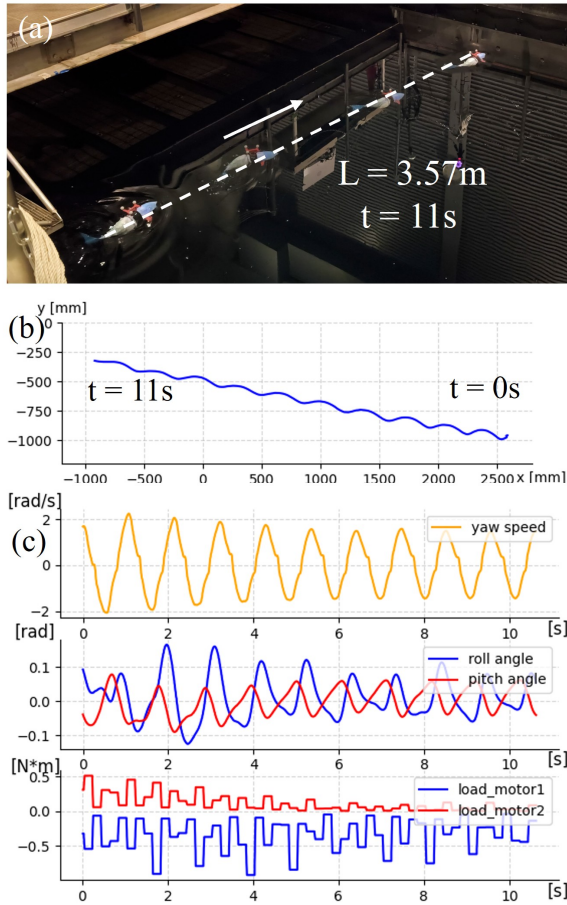 (a)
L = 3.57m
t = 11s
(b)
y [mm]
0
−250
−500
−750
−1000
t = 11s
t = 0s
−1000 −500 0 500 1000 1500 2000 2500 x [mm]
(c)
[rad/s]
2
0
−2
yaw speed
0 2 4 6 8 10 [s]
[rad]
0.1
0.0
−0.1
roll angle
pitch angle
0 2 4 6 8 10 [s]
[N*m]
0.5
0.0
−0.5
load_motor1
load_motor2
0 2 4 6 8 10 [s]